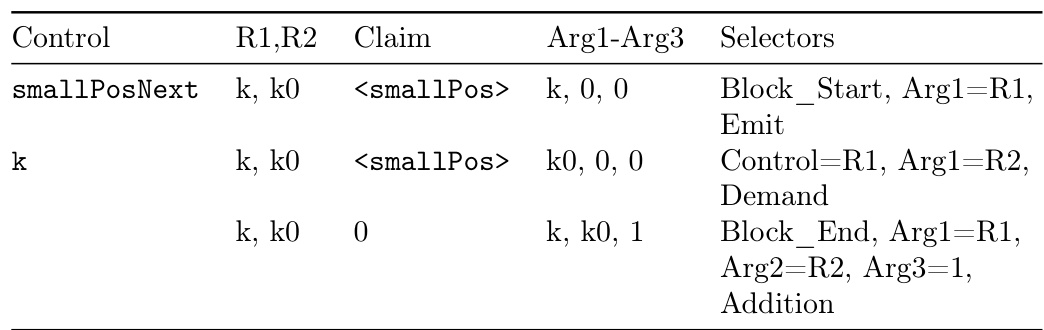 Control R1,R2 Claim Arg1-Arg3 Selectors
smallPosNext k, k0 <smallPos> k, 0, 0 Block_Start, Arg1=R1,
Emit
k k, k0 <smallPos> k0, 0, 0 Control=R1, Arg1=R2,
Demand
k, k0 0 k, k0, 1 Block_End, Arg1=R1,
Arg2=R2, Arg3=1,
Addition